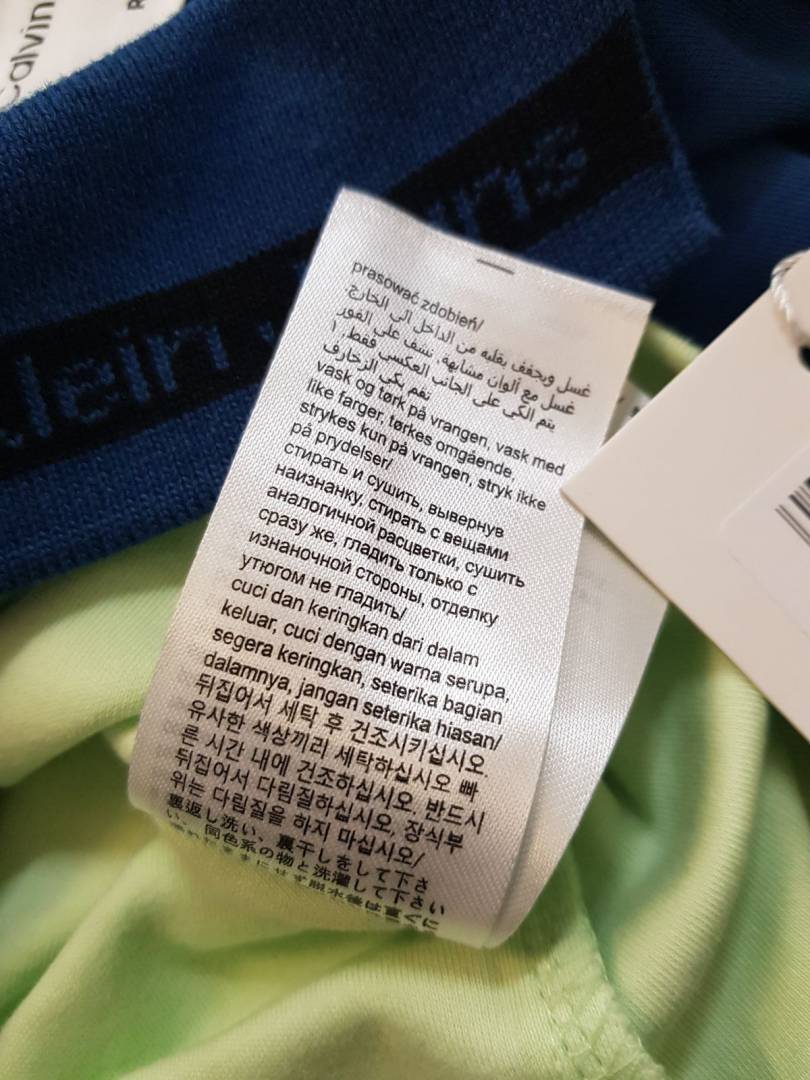 Calvin
R
klein
ns
prasować zdobień/
غسل ويجفف بقلبه من الداخل الى الخارج.
غسل مع ألوان مشابهة. نشف على الفور
يتم الكي على الجانب العكسي فقط. ١
تقم بكي الزخارف
vask og tørk på vrangen, vask med
like farger, tørkes omgående,
strykes kun på vrangen, stryk ikke
på prydelser/
стирать и сушить, вывернув
наизнанку, стирать с вещами
аналогичной расцветки, сушить
сразу же, гладить только с
изнаночной стороны, отделку
утюгом не гладить/
cuci dan keringkan dari dalam
keluar, cuci dengan warna serupa,
segera keringkan, seterika bagian
dalamnya, jangan seterika hiasan/
뒤집어서 세탁 후 건조시키십시오.
유사한 색상끼리 세탁하십시오 빠
른 시간 내에 건조하십시오. 반드시
뒤집어서 다림질하십시오, 장식부
위는 다림질을 하지 마십시오/
裏返し洗い、裏干しをして下さ
い、同色系の物と洗濯して下さい